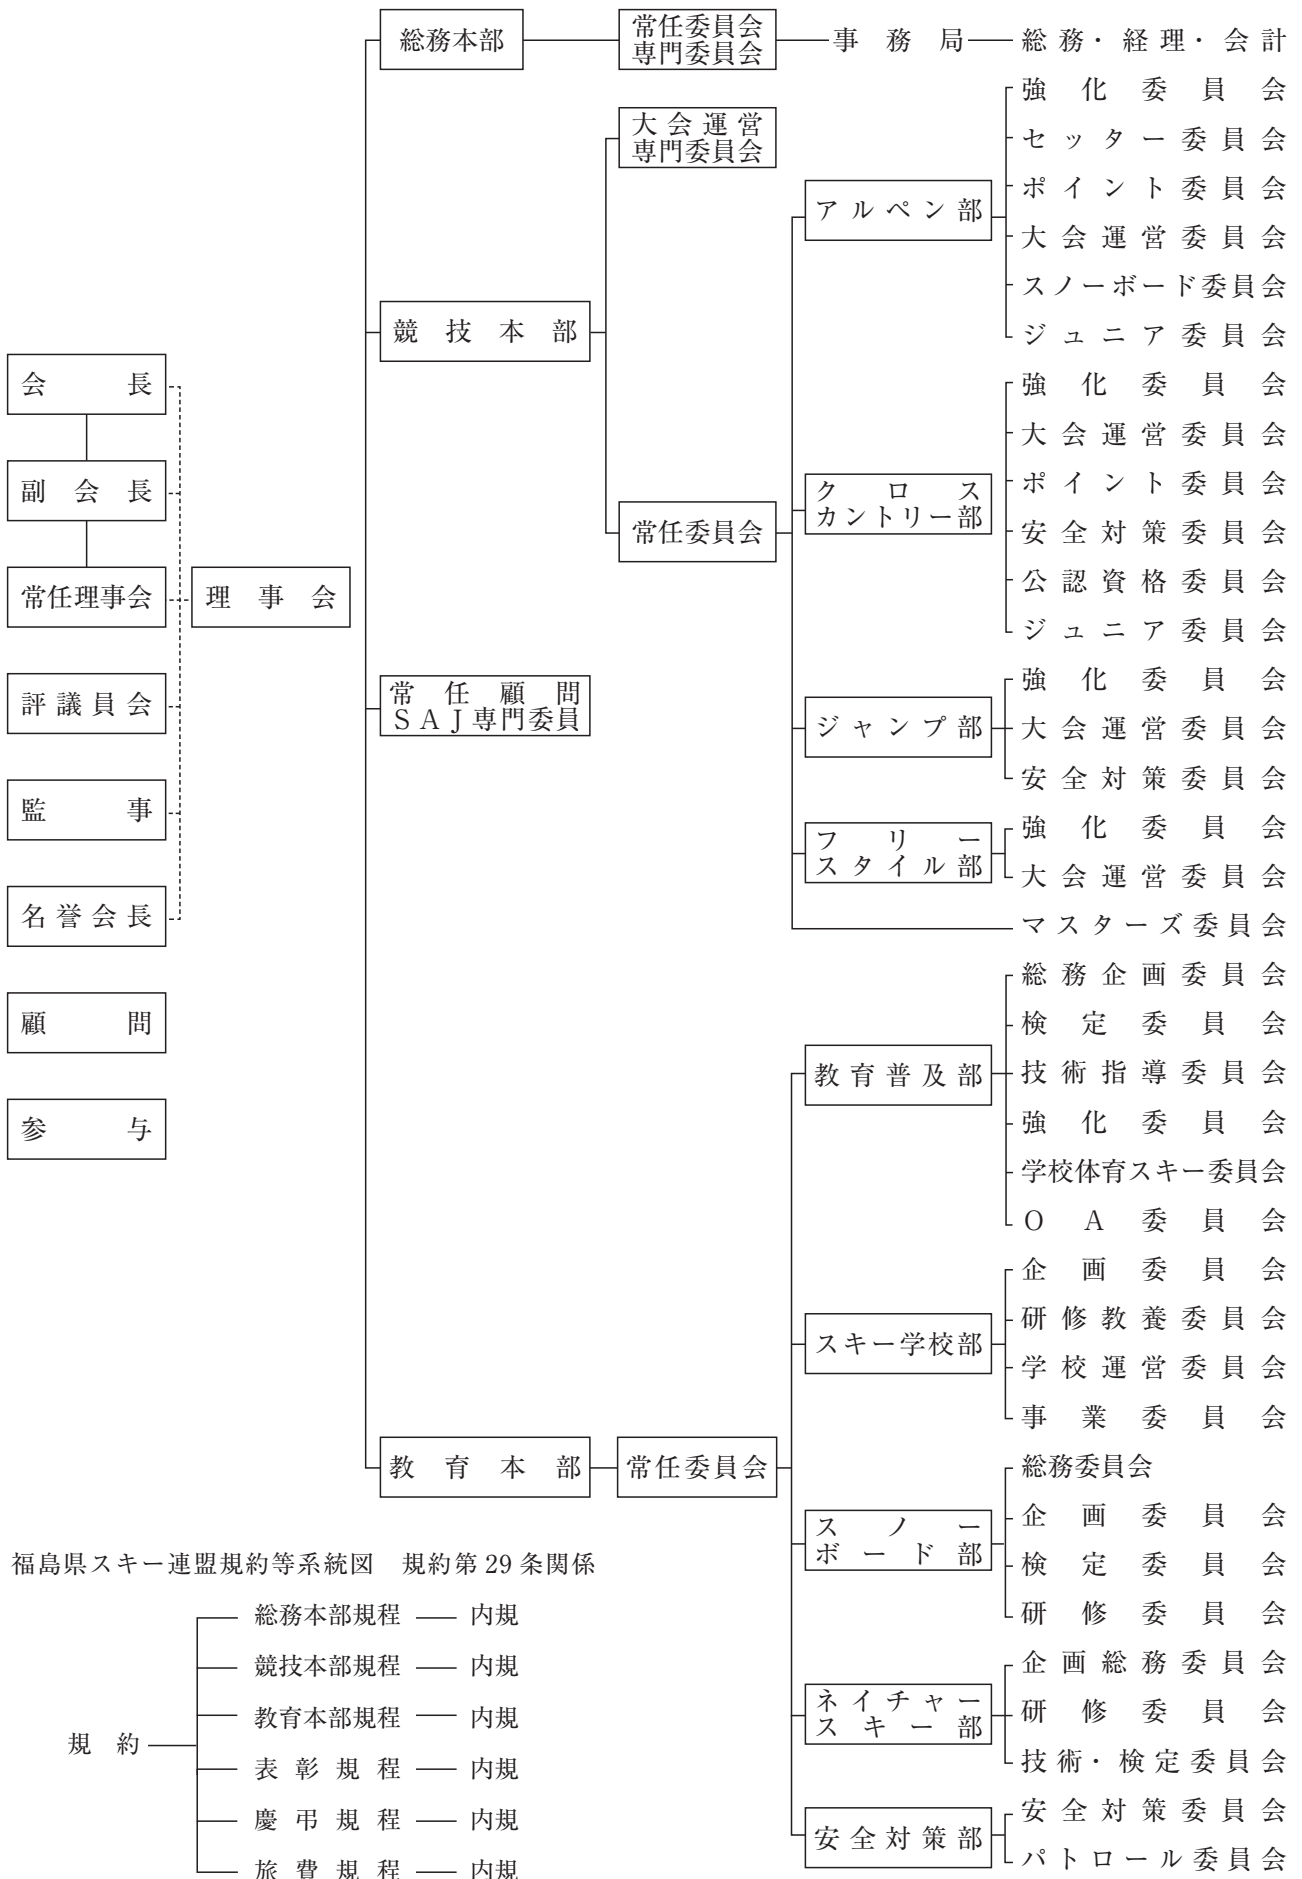 会長
副会長
常任理事会
評議員会
監事
名誉会長
顧問
参与
理事会
総務本部
常任委員会
専門委員会
事務局
総務・経理・会計
競技本部
大会運営
専門委員会
常任委員会
アルペン部
強化委員会
セッター委員会
ポイント委員会
大会運営委員会
スノーボード委員会
ジュニア委員会
クロス
カントリー部
強化委員会
大会運営委員会
ポイント委員会
安全対策委員会
公認資格委員会
ジュニア委員会
ジャンプ部
強化委員会
大会運営委員会
安全対策委員会
フリー
スタイル部
強化委員会
大会運営委員会
マスターズ委員会
常任顧問
ＳＡＪ専門委員
教育本部
常任委員会
教育普及部
総務企画委員会
検定委員会
技術指導委員会
強化委員会
学校体育スキー委員会
ＯＡ委員会
スキー学校部
企画委員会
研修教養委員会
学校運営委員会
事業委員会
スノー
ボード部
総務委員会
企画委員会
検定委員会
研修委員会
ネイチャー
スキー部
企画総務委員会
研修委員会
技術・検定委員会
安全対策部
安全対策委員会
パトロール委員会
福島県スキー連盟規約等系統図　規約第29条関係
規約
総務本部規程 内規
競技本部規程 内規
教育本部規程 内規
表彰規程 内規
慶弔規程 内規
旅費規程 内規